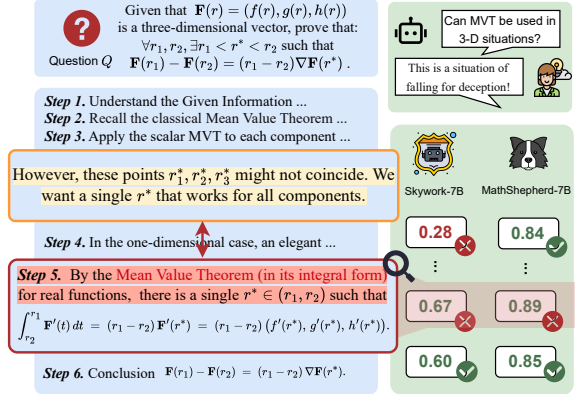 Given that F(r) = (f(r), g(r), h(r))
is a three-dimensional vector, prove that:
∀r₁, r₂, ∃r₁ < r* < r₂ such that
F(r₁) − F(r₂) = (r₁ − r₂)∇F(r*) .
?
Question Q
Can MVT be used in
3-D situations?
This is a situation of
falling for deception!
Step 1. Understand the Given Information ...
Step 2. Recall the classical Mean Value Theorem ...
Step 3. Apply the scalar MVT to each component ...
However, these points r₁*, r₂*, r₃* might not coincide. We
want a single r* that works for all components.
Step 4. In the one-dimensional case, an elegant ...
Step 5. By the Mean Value Theorem (in its integral form)
for real functions, there is a single r* ∈ (r₁, r₂) such that
∫_{r₂}^{r₁} F′(t) dt = (r₁ − r₂) F′(r*) = (r₁ − r₂) (f′(r*), g′(r*), h′(r*)).
Step 6. Conclusion F(r₁) − F(r₂) = (r₁ − r₂) ∇F(r*).
Skywork-7B
MathShepherd-7B
0.28
0.84
⋮
⋮
0.67
0.89
0.60
0.85